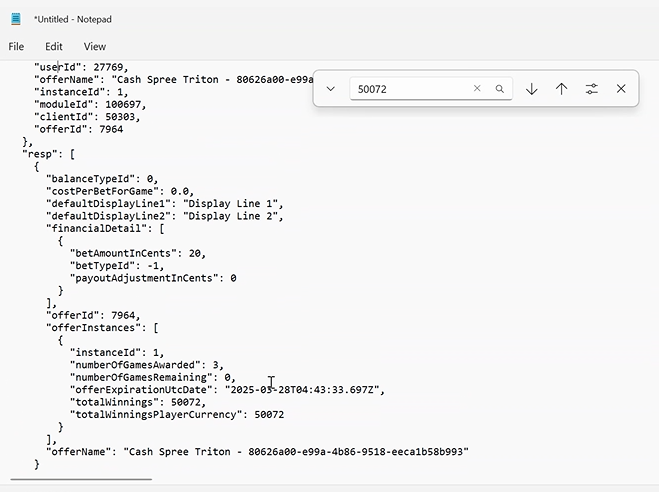 *Untitled - Notepad
File Edit View
"userId": 27769,
"offerName": "Cash Spree Triton - 80626a00-e99a
50072
"instanceId": 1,
"moduleId": 100697,
"clientId": 50303,
"offerId": 7964
},
"resp": [
{
"balanceTypeId": 0,
"costPerBetForGame": 0.0,
"defaultDisplayLine1": "Display Line 1",
"defaultDisplayLine2": "Display Line 2",
"financialDetail": [
{
"betAmountInCents": 20,
"betTypeId": -1,
"payoutAdjustmentInCents": 0
}
],
"offerId": 7964,
"offerInstances": [
{
"instanceId": 1,
"numberOfGamesAwarded": 3,
"numberOfGamesRemaining": 0,
"offerExpirationUtcDate": "2025-03-28T04:43:33.697Z",
"totalWinnings": 50072,
"totalWinningsPlayerCurrency": 50072
}
],
"offerName": "Cash Spree Triton - 80626a00-e99a-4b86-9518-eeca1b58b993"
}